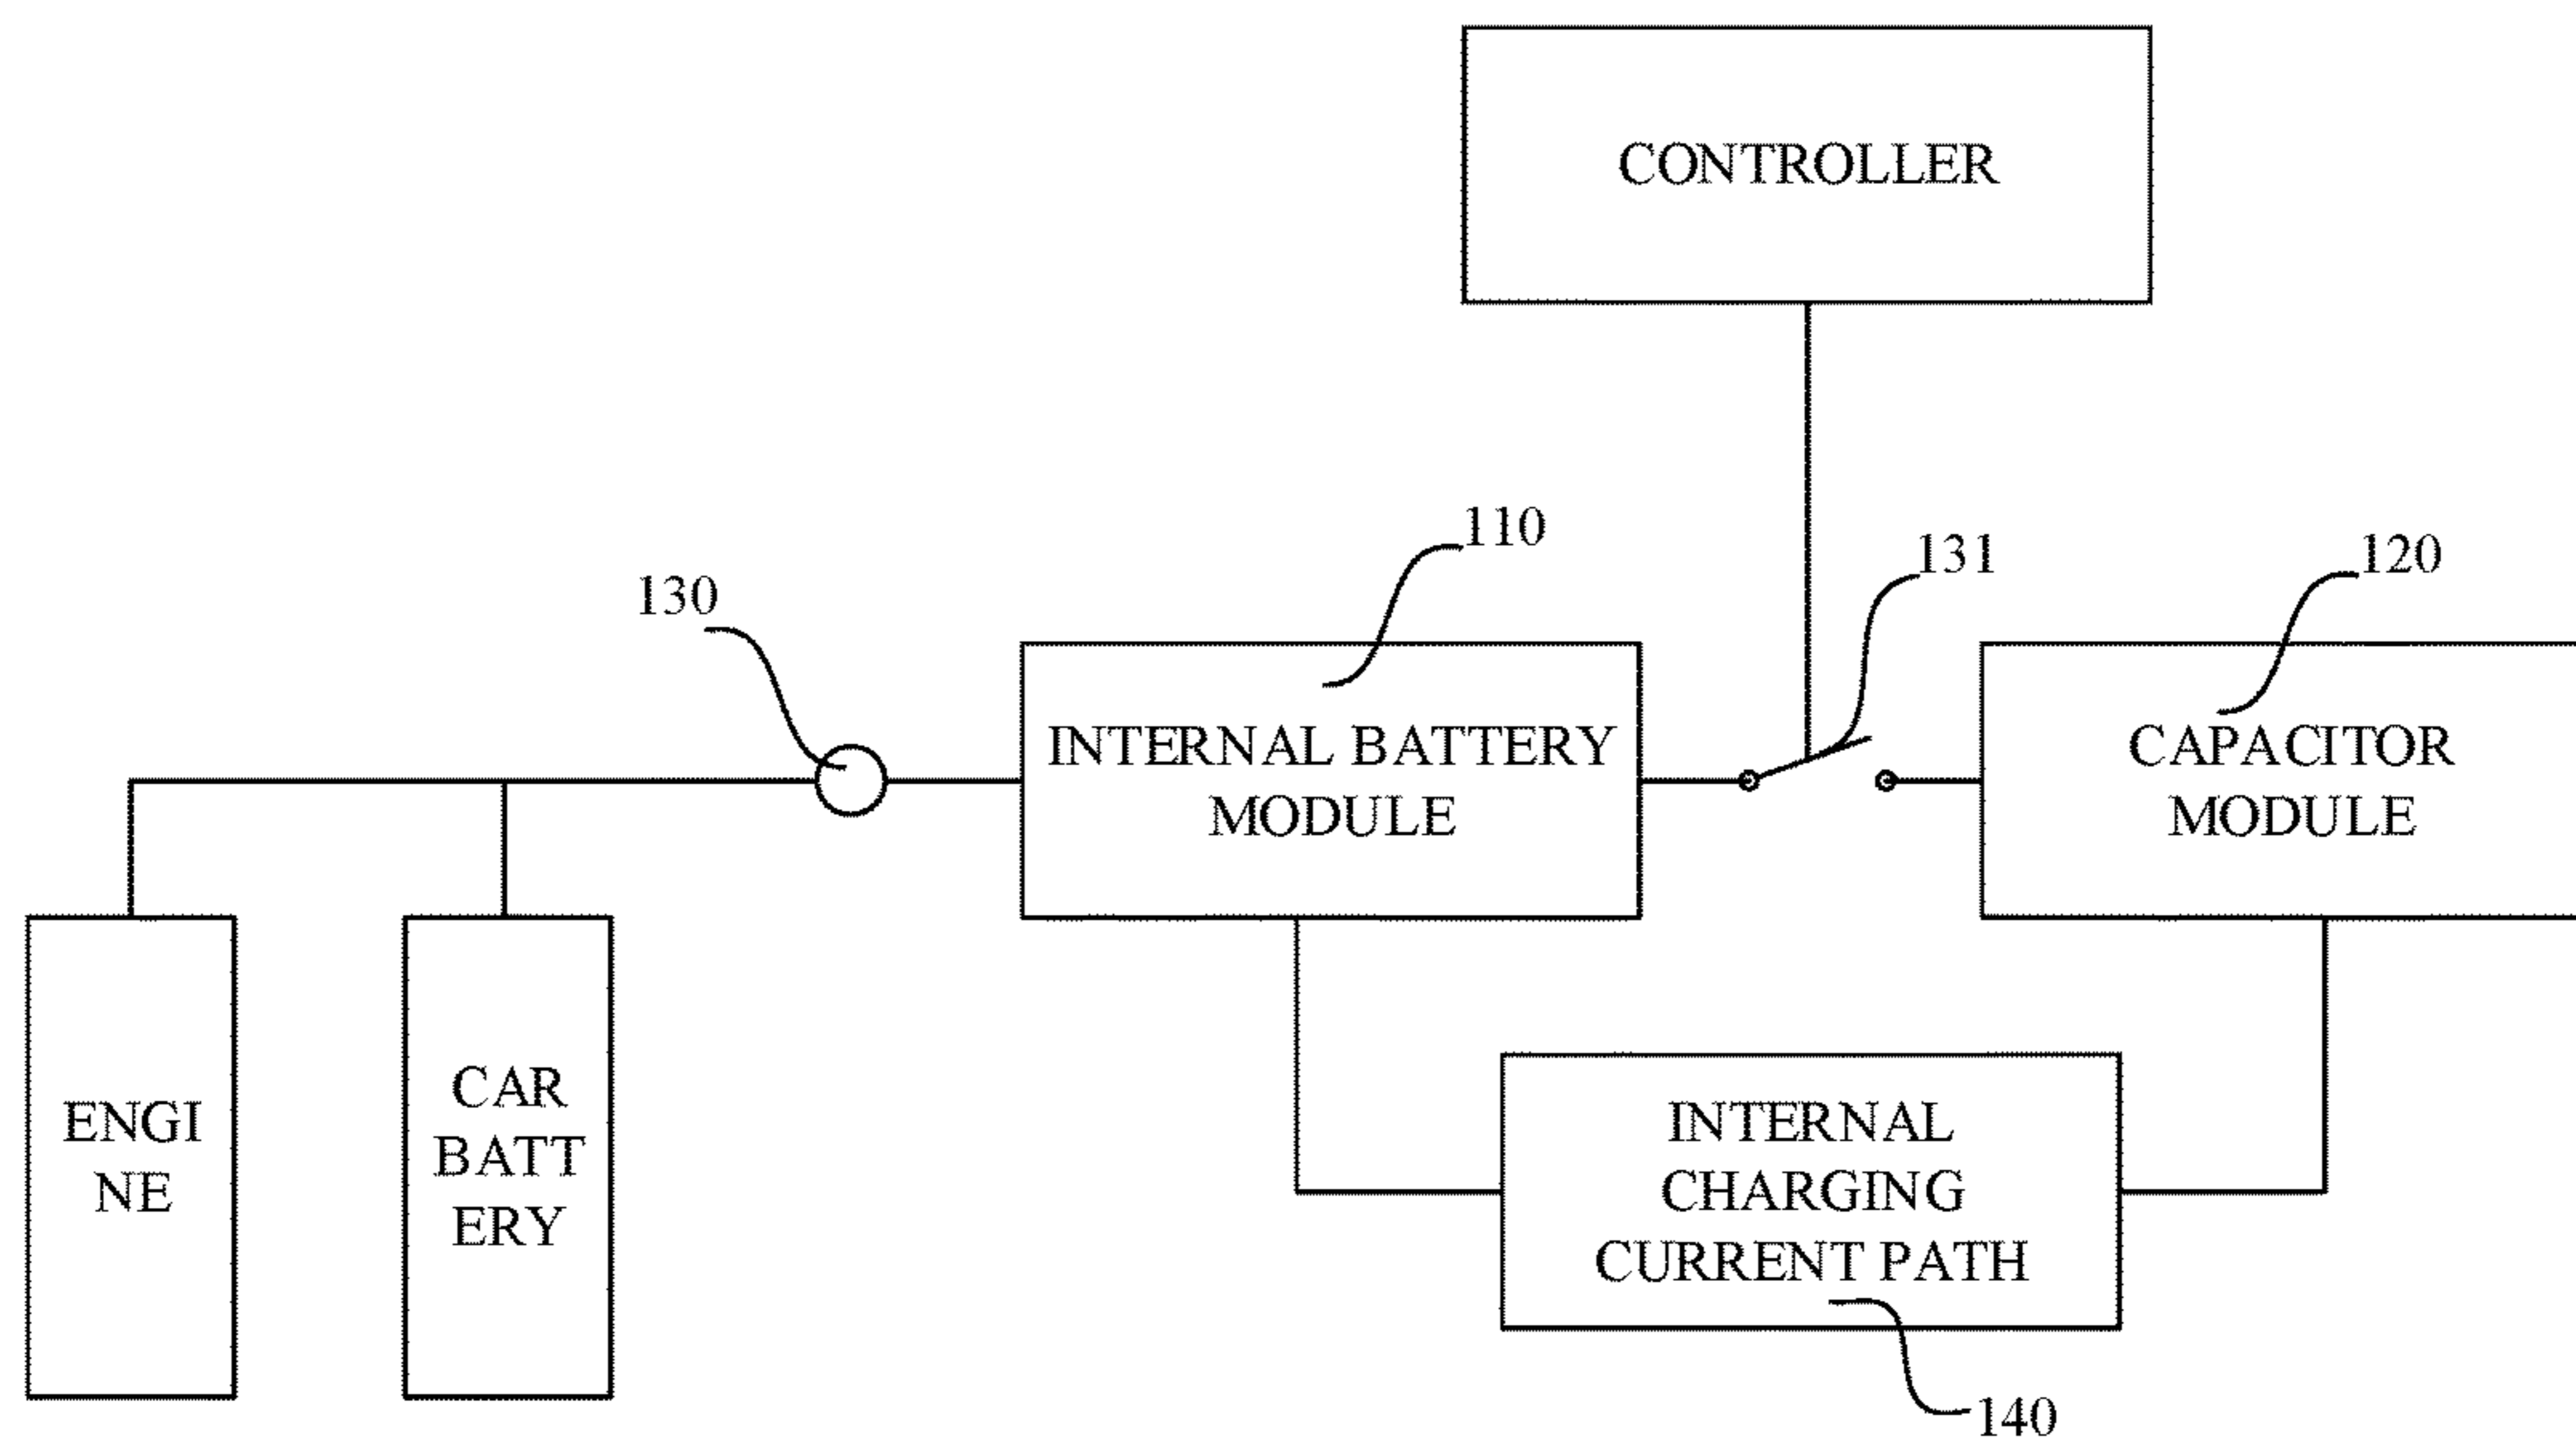 CONTROLLER
110
131
120
130
INTERNAL BATTERY
MODULE
CAPACITOR
MODULE
ENGI
NE
CAR
BATT
ERY
INTERNAL
CHARGING
CURRENT PATH
140